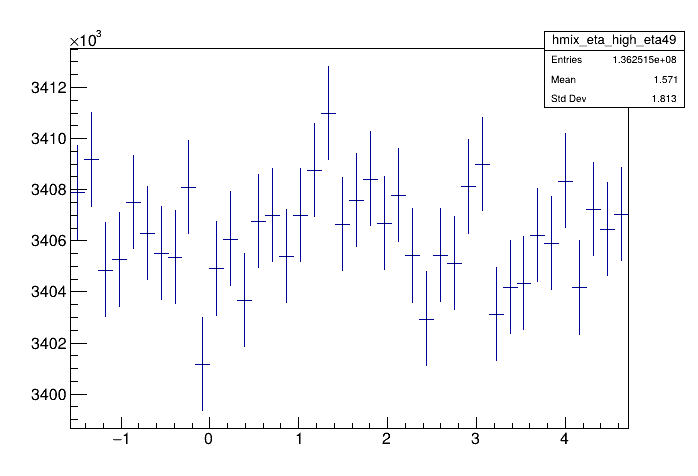 ×10³
hmix_eta_high_eta49
Entries 1.362515e+08
Mean 1.571
Std Dev 1.813
3412
3410
3408
3406
3404
3402
3400
−1 0 1 2 3 4